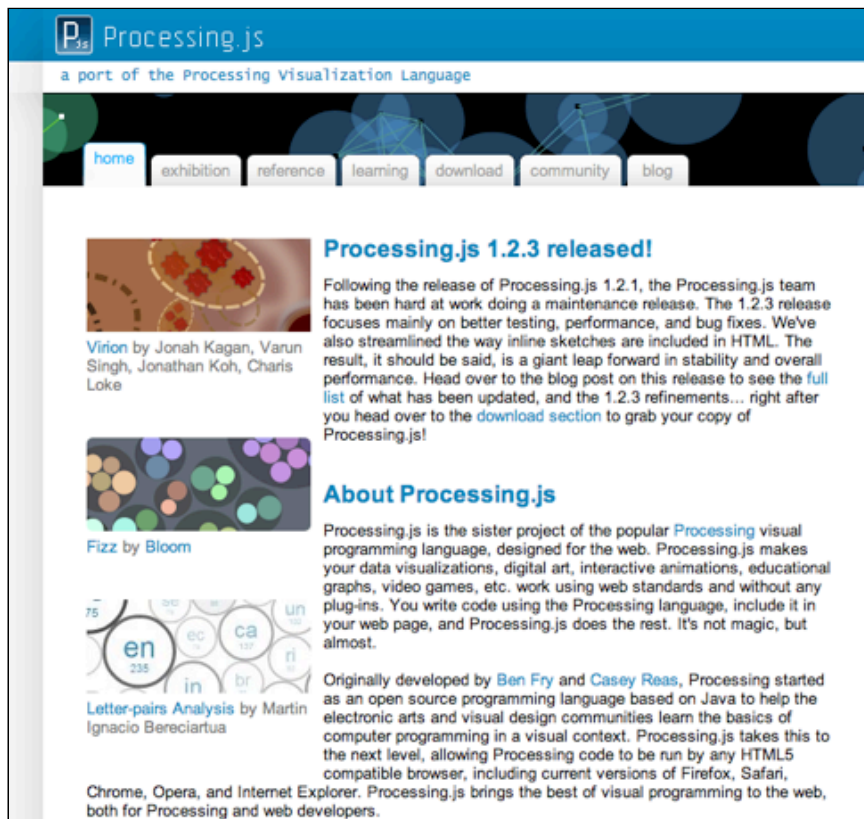 Pjs Processing.js
a port of the Processing Visualization Language
home exhibition reference learning download community blog
Virion by Jonah Kagan, Varun
Singh, Jonathan Koh, Charis
Loke
Fizz by Bloom
75
un
102
en
235
ec
74
ca
137
ri
in
br
Letter-pairs Analysis by Martin
Ignacio Bereciartua
Processing.js 1.2.3 released!
Following the release of Processing.js 1.2.1, the Processing.js team
has been hard at work doing a maintenance release. The 1.2.3 release
focuses mainly on better testing, performance, and bug fixes. We've
also streamlined the way inline sketches are included in HTML. The
result, it should be said, is a giant leap forward in stability and overall
performance. Head over to the blog post on this release to see the full
list of what has been updated, and the 1.2.3 refinements... right after
you head over to the download section to grab your copy of
Processing.js!
About Processing.js
Processing.js is the sister project of the popular Processing visual
programming language, designed for the web. Processing.js makes
your data visualizations, digital art, interactive animations, educational
graphs, video games, etc. work using web standards and without any
plug-ins. You write code using the Processing language, include it in
your web page, and Processing.js does the rest. It's not magic, but
almost.
Originally developed by Ben Fry and Casey Reas, Processing started
as an open source programming language based on Java to help the
electronic arts and visual design communities learn the basics of
computer programming in a visual context. Processing.js takes this to
the next level, allowing Processing code to be run by any HTML5
compatible browser, including current versions of Firefox, Safari,
Chrome, Opera, and Internet Explorer. Processing.js brings the best of visual programming to the web,
both for Processing and web developers.